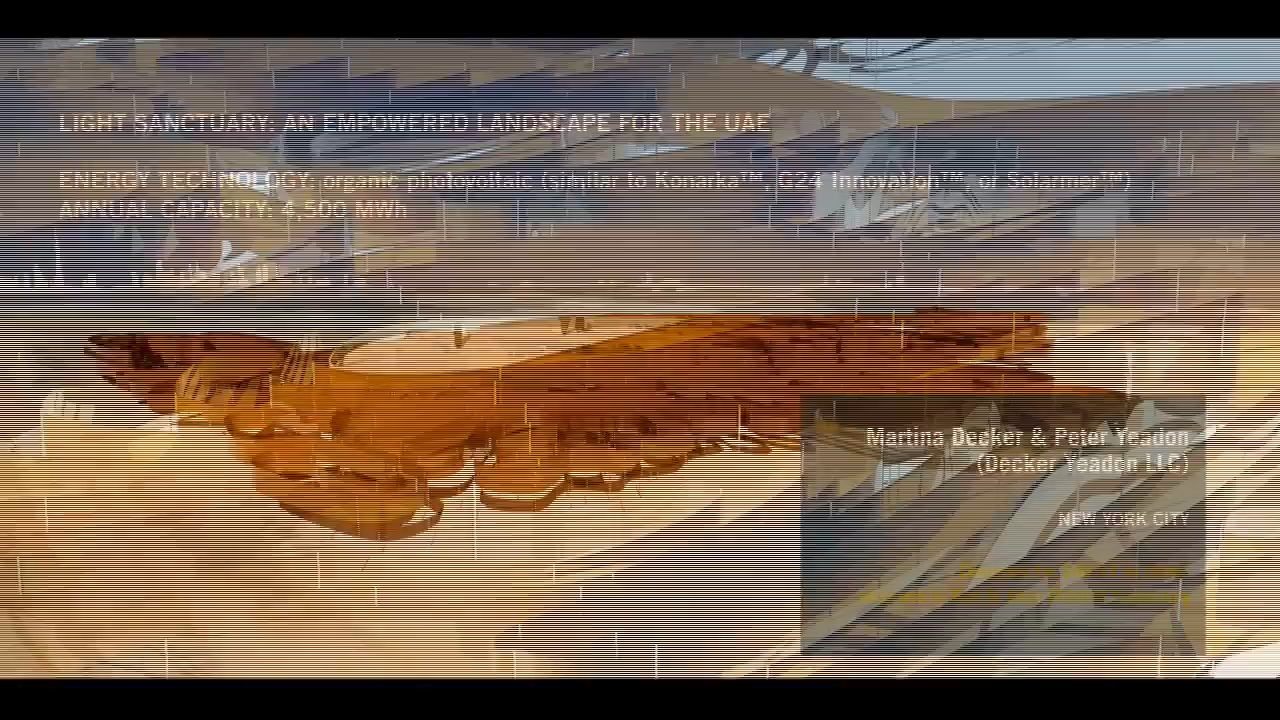 LIGHT SANCTUARY: AN EMPOWERED LANDSCAPE FOR THE UAE
ENERGY TECHNOLOGY: organic photovoltaic (similar to Konarka™, G24 Innovation™, or Solarmer™)
ANNUAL CAPACITY: 4,500 MWh
Martina Decker & Peter Yeadon
(Decker Yeadon LLC)
NEW YORK CITY